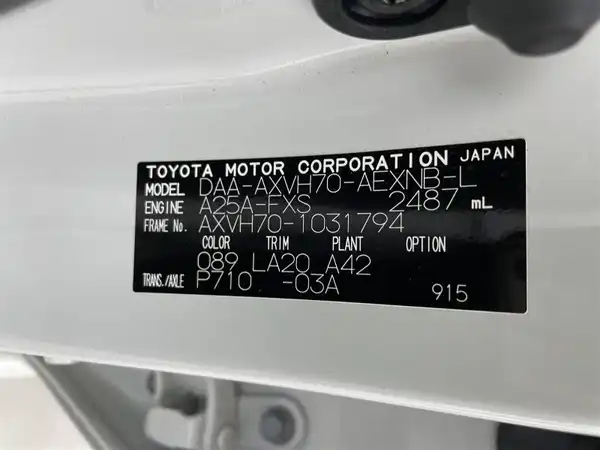 TOYOTA MOTOR CORPORATION JAPAN
MODEL DAA-AXVH70-AEXNB-L
ENGINE A25A-FXS 2487 mL
FRAME No. AXVH70-1031794
COLOR TRIM PLANT OPTION
089 LA20 A42
TRANS./AXLE P710 -03A 915